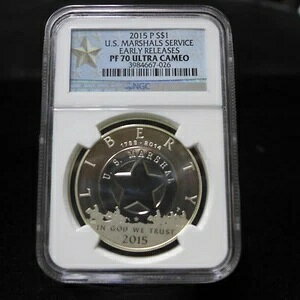 2015 P S$1
U.S. MARSHALS SERVICE
EARLY RELEASES
PF 70 ULTRA CAMEO
3984667-026
NGC
LIBERTY
1789-2014
U.S. MARSHAL
IN GOD WE TRUST
2015